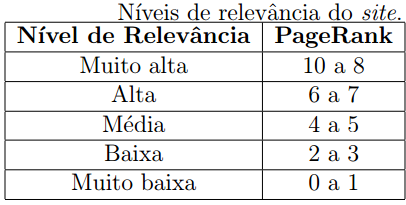 Níveis de relevância do site.
Nível de Relevância PageRank
Muito alta 10 a 8
Alta 6 a 7
Média 4 a 5
Baixa 2 a 3
Muito baixa 0 a 1